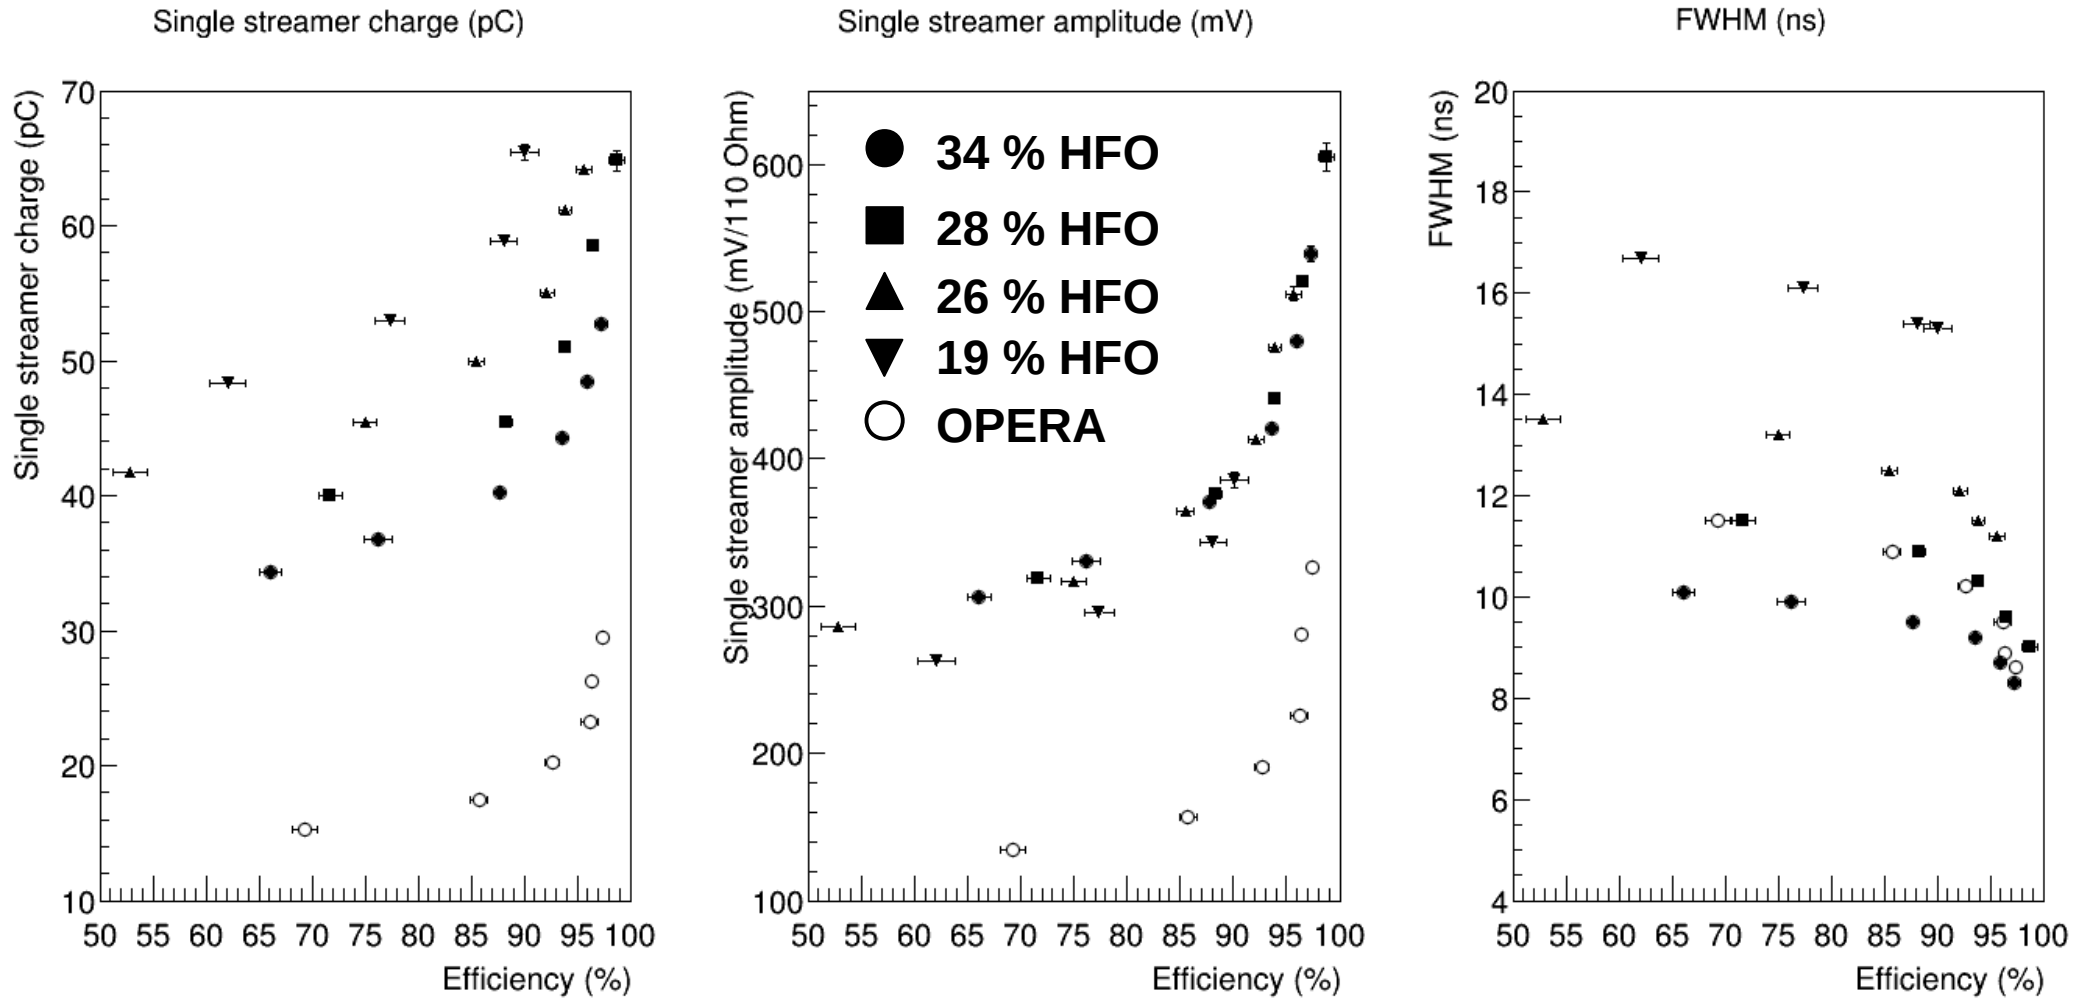 Single streamer charge (pC)
Single streamer charge (pC)
70
60
50
40
30
20
10
50 55 60 65 70 75 80 85 90 95 100
Efficiency (%)
Single streamer amplitude (mV)
Single streamer amplitude (mV/110 Ohm)
600
500
400
300
200
100
34 % HFO
28 % HFO
26 % HFO
19 % HFO
OPERA
50 55 60 65 70 75 80 85 90 95 100
Efficiency (%)
FWHM (ns)
FWHM (ns)
20
18
16
14
12
10
8
6
4
50 55 60 65 70 75 80 85 90 95 100
Efficiency (%)